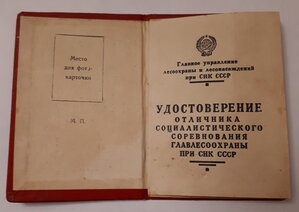 Место
для фото-
карточки
М. П.
Главное управление
лесоохраны и лесонасаждений
при СНК СССР
УДОСТОВЕРЕНИЕ
ОТЛИЧНИКА
СОЦИАЛИСТИЧЕСКОГО
СОРЕВНОВАНИЯ
ГЛАВЛЕСООХРАНЫ
ПРИ СНК СССР